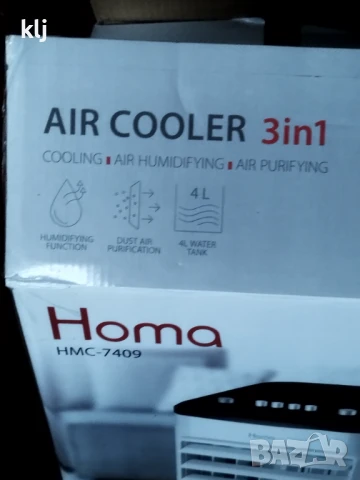 klj
AIR COOLER 3in1
COOLING ▪ AIR HUMIDIFYING ▪ AIR PURIFYING
4 L
HUMIDIFYING
FUNCTION
DUST AIR
PURIFICATION
4L WATER
TANK
Homa
HMC-7409
BAZAR